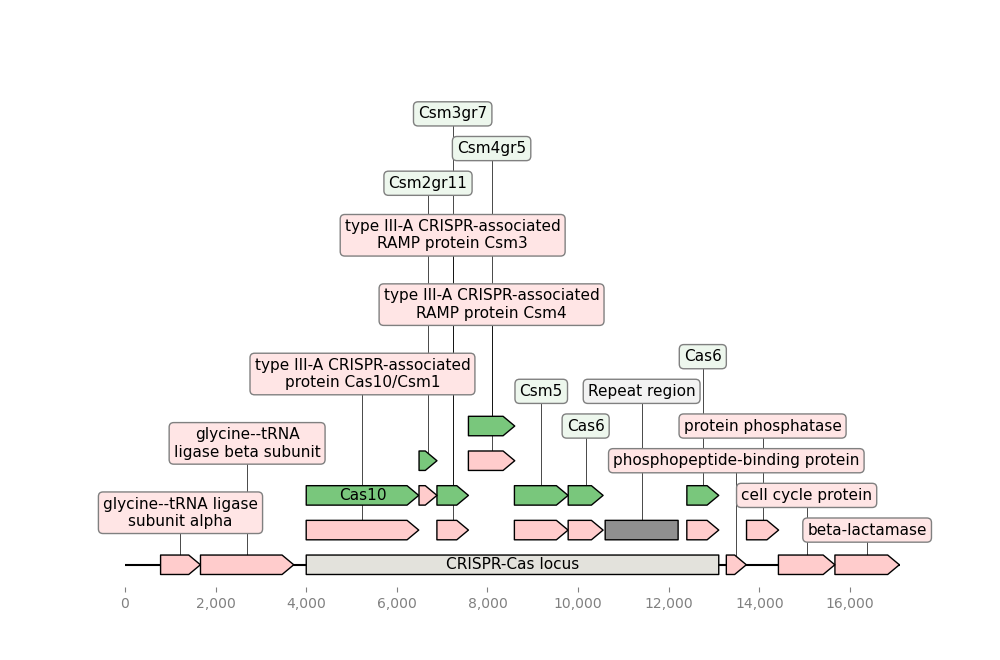 Csm3gr7
Csm4gr5
Csm2gr11
type III-A CRISPR-associated
RAMP protein Csm3
type III-A CRISPR-associated
RAMP protein Csm4
Cas6
type III-A CRISPR-associated
protein Cas10/Csm1
Csm5
Repeat region
Cas6
protein phosphatase
glycine--tRNA
ligase beta subunit
phosphopeptide-binding protein
Cas10
cell cycle protein
glycine--tRNA ligase
subunit alpha
beta-lactamase
CRISPR-Cas locus
0 2,000 4,000 6,000 8,000 10,000 12,000 14,000 16,000